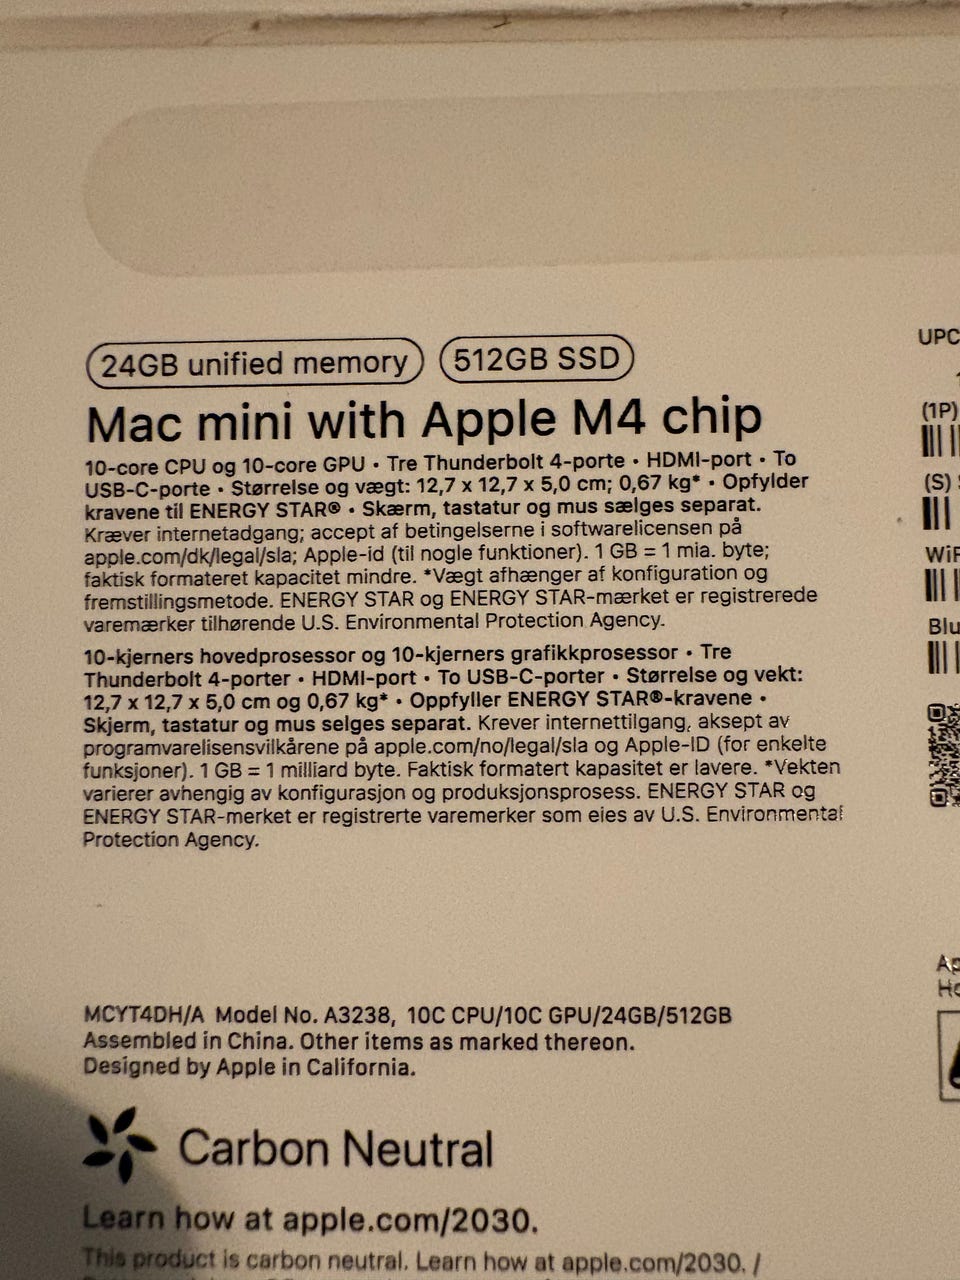 24GB unified memory 512GB SSD
Mac mini with Apple M4 chip
10-core CPU og 10-core GPU • Tre Thunderbolt 4-porte • HDMI-port • To
USB-C-porte • Størrelse og vægt: 12,7 x 12,7 x 5,0 cm; 0,67 kg* • Opfylder
kravene til ENERGY STAR® • Skærm, tastatur og mus sælges separat.
Kræver internetadgang; accept af betingelserne i softwarelicensen på
apple.com/dk/legal/sla; Apple-id (til nogle funktioner). 1 GB = 1 mia. byte;
faktisk formateret kapacitet mindre. *Vægt afhænger af konfiguration og
fremstillingsmetode. ENERGY STAR og ENERGY STAR-mærket er registrerede
varemærker tilhørende U.S. Environmental Protection Agency.
10-kjerners hovedprosessor og 10-kjerners grafikkprosessor • Tre
Thunderbolt 4-porter • HDMI-port • To USB-C-porter • Størrelse og vekt:
12,7 x 12,7 x 5,0 cm og 0,67 kg* • Oppfyller ENERGY STAR®-kravene •
Skjerm, tastatur og mus selges separat. Krever internettilgang, aksept av
programvarelisensvilkårene på apple.com/no/legal/sla og Apple-ID (for enkelte
funksjoner). 1 GB = 1 milliard byte. Faktisk formatert kapasitet er lavere. *Vekten
varierer avhengig av konfigurasjon og produksjonsprosess. ENERGY STAR og
ENERGY STAR-merket er registrerte varemerker som eies av U.S. Environmental
Protection Agency.
MCYT4DH/A Model No. A3238, 10C CPU/10C GPU/24GB/512GB
Assembled in China. Other items as marked thereon.
Designed by Apple in California.
Carbon Neutral
Learn how at apple.com/2030.
This product is carbon neutral. Learn how at apple.com/2030. /
UPC
(1P)
(S)